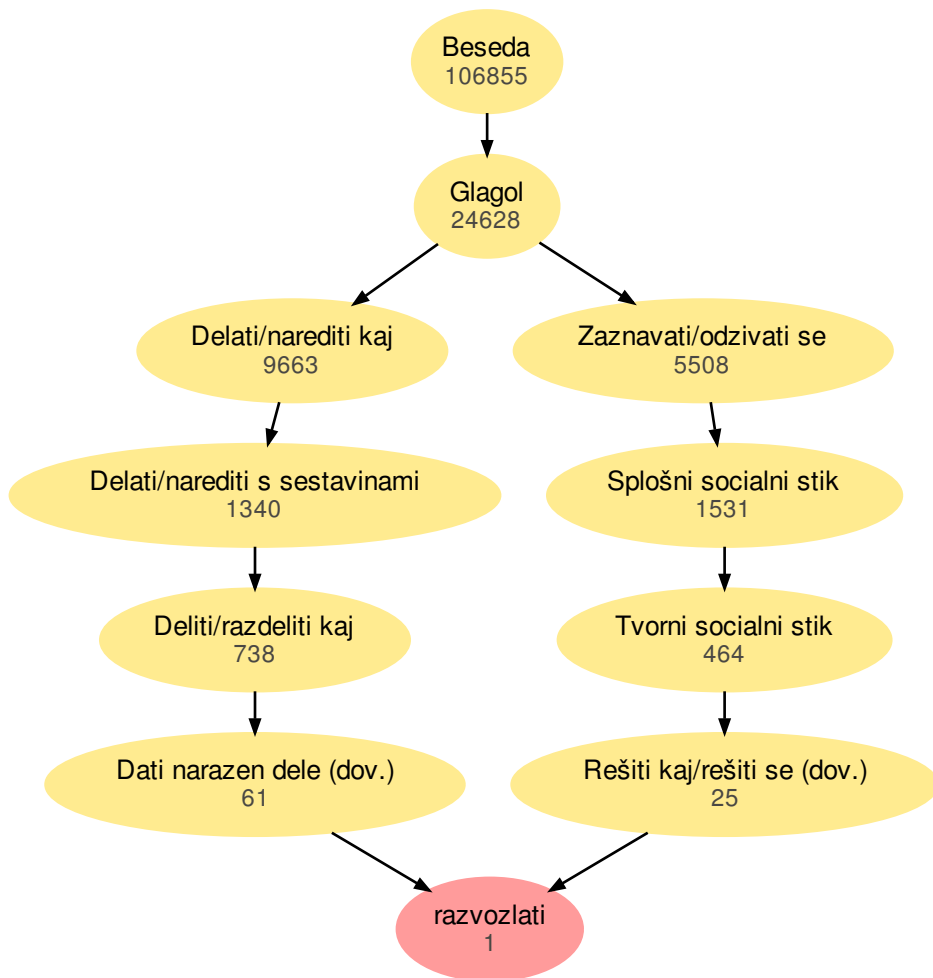 Beseda
106855
Glagol
24628
Delati/narediti kaj
9663
Zaznavati/odzivati se
5508
Delati/narediti s sestavinami
1340
Splošni socialni stik
1531
Deliti/razdeliti kaj
738
Tvorni socialni stik
464
Dati narazen dele (dov.)
61
Rešiti kaj/rešiti se (dov.)
25
razvozlati
1